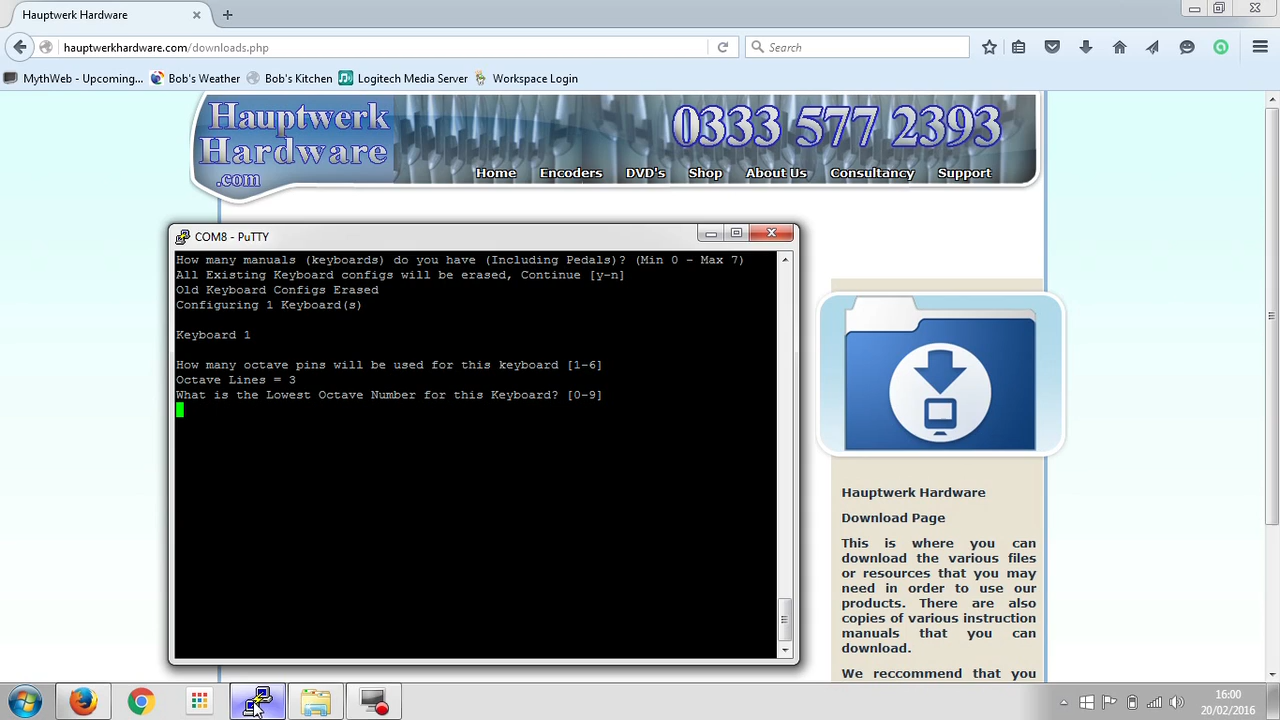 Hauptwerk Hardware
hauptwerkhardware.com/downloads.php
Search
MythWeb - Upcoming...
Bob's Weather
Bob's Kitchen
Logitech Media Server
Workspace Login
Hauptwerk
Hardware
.com
0333 577 2393
Home Encoders DVD's Shop About Us Consultancy Support
COM8 - PuTTY
How many manuals (keyboards) do you have (Including Pedals)? (Min 0 - Max 7)
All Existing Keyboard configs will be erased, Continue [y-n]
Old Keyboard Configs Erased
Configuring 1 Keyboard(s)
Keyboard 1
How many octave pins will be used for this keyboard [1-6]
Octave Lines = 3
What is the Lowest Octave Number for this Keyboard? [0-9]
Hauptwerk Hardware
Download Page
This is where you can
download the various files
or resources that you may
need in order to use our
products. There are also
copies of various instruction
manuals that you can
download.
We reccommend that you
16:00
20/02/2016